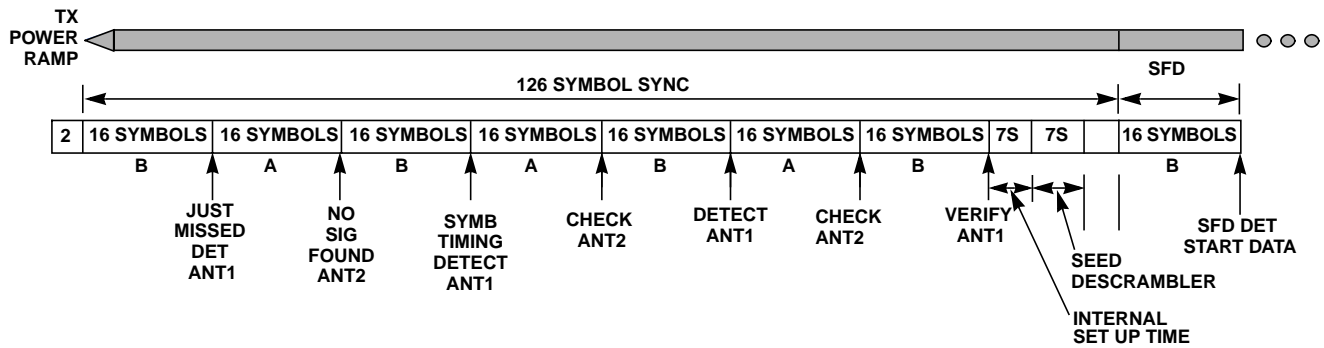 TX
POWER
RAMP
SFD
126 SYMBOL SYNC
2 16 SYMBOLS 16 SYMBOLS 16 SYMBOLS 16 SYMBOLS 16 SYMBOLS 16 SYMBOLS 16 SYMBOLS 7S 7S 16 SYMBOLS
B A B A B A B B
JUST
MISSED
DET
ANT1
NO
SIG
FOUND
ANT2
SYMB
TIMING
DETECT
ANT1
CHECK
ANT2
DETECT
ANT1
CHECK
ANT2
VERIFY
ANT1
SEED
DESCRAMBLER
INTERNAL
SET UP TIME
SFD DET
START DATA